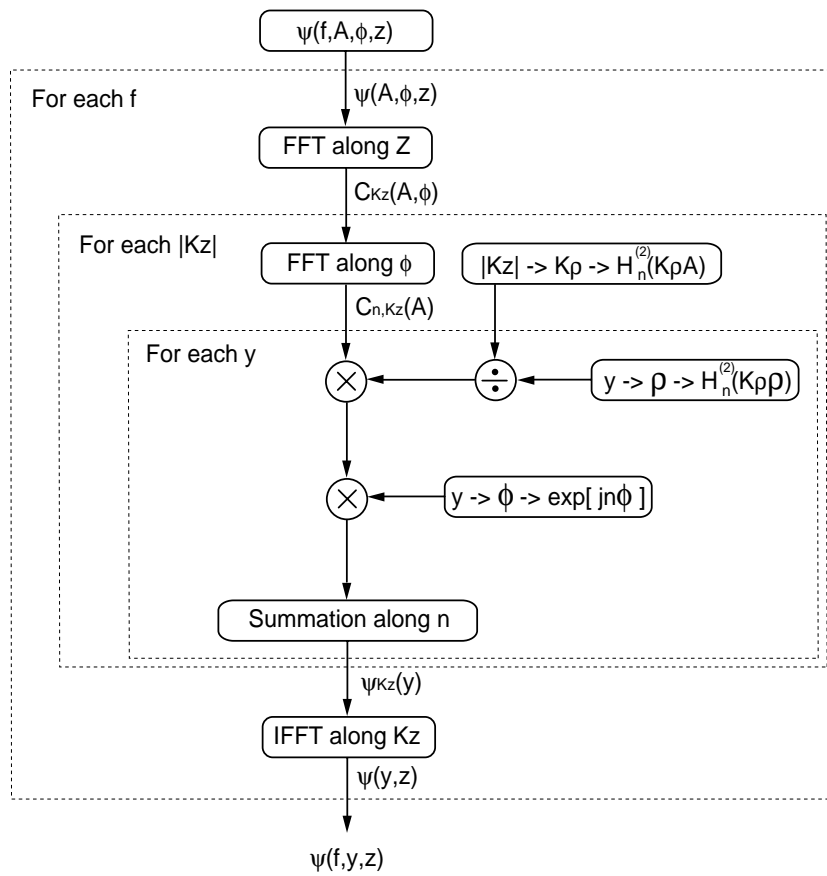 ψ(f,A,ϕ,z)
For each f
ψ(A,ϕ,z)
FFT along Z
CKz(A,ϕ)
For each |Kz|
FFT along ϕ
|Kz| -> Kρ -> H(2)n(KρA)
Cn,Kz(A)
For each y
×
÷
y -> ρ -> H(2)n(Kρρ)
×
y -> ϕ -> exp[ jnϕ ]
Summation along n
ψKz(y)
IFFT along Kz
ψ(y,z)
ψ(f,y,z)